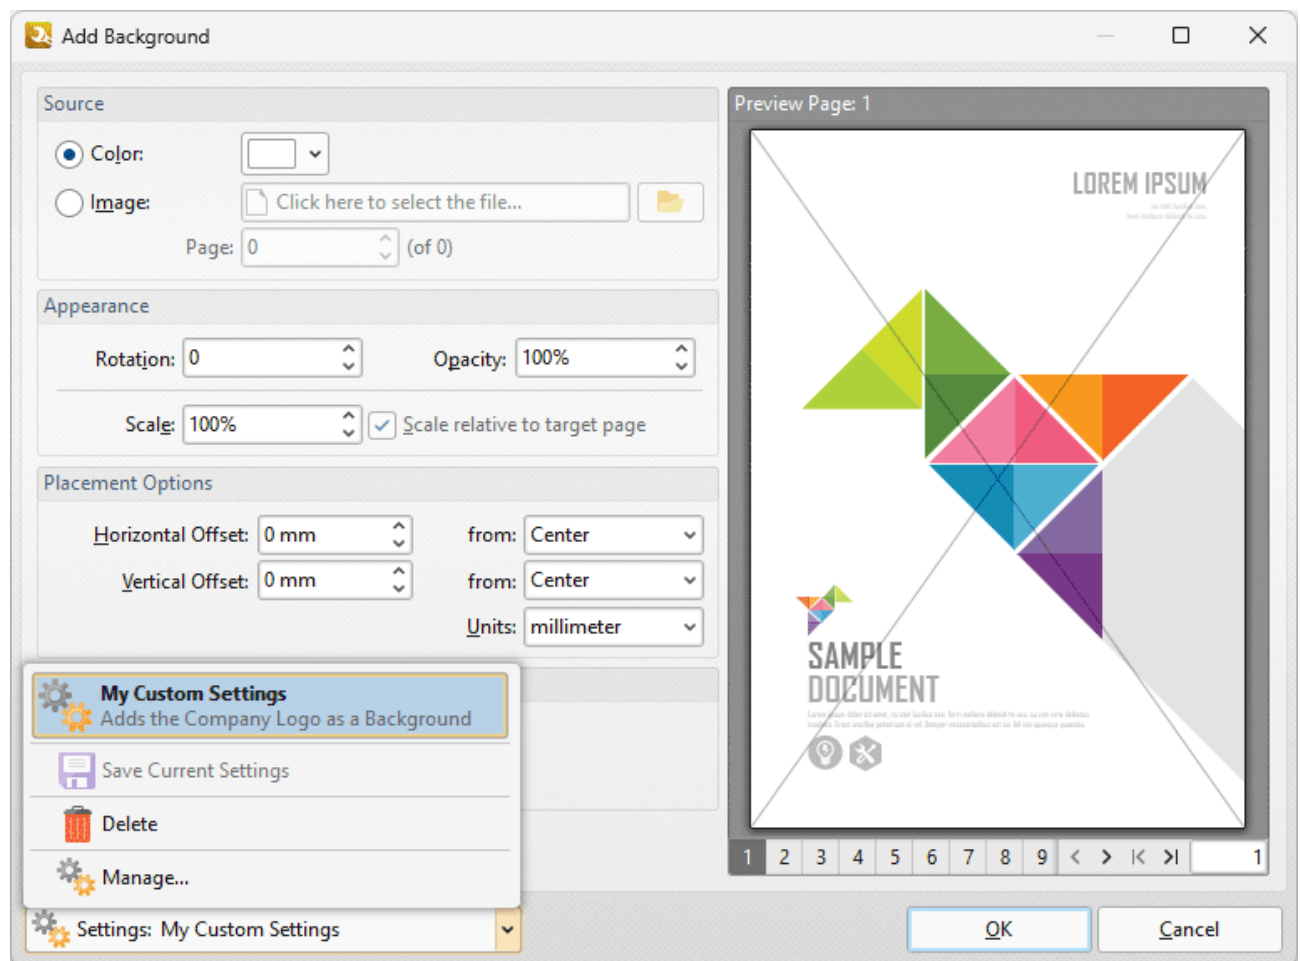 Add Background
Source
Color:
Image: Click here to select the file...
Page: 0 (of 0)
Appearance
Rotation: 0 Opacity: 100%
Scale: 100% Scale relative to target page
Placement Options
Horizontal Offset: 0 mm from: Center
Vertical Offset: 0 mm from: Center
Units: millimeter
My Custom Settings
Adds the Company Logo as a Background
Save Current Settings
Delete
Manage...
Settings: My Custom Settings
Preview Page: 1
LOREM IPSUM
SAMPLE
DOCUMENT
1 2 3 4 5 6 7 8 9 1
OK Cancel